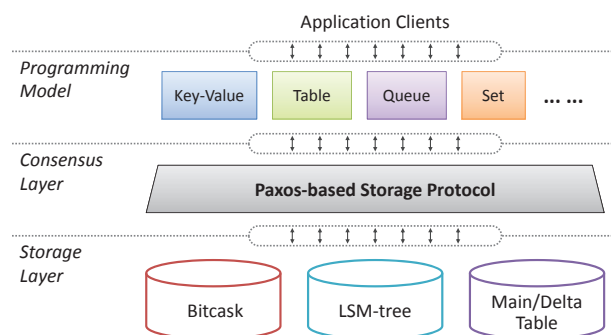 Application Clients
Programming
Model
Key-Value
Table
Queue
Set
... ...
Consensus
Layer
Paxos-based Storage Protocol
Storage
Layer
Bitcask
LSM-tree
Main/Delta
Table